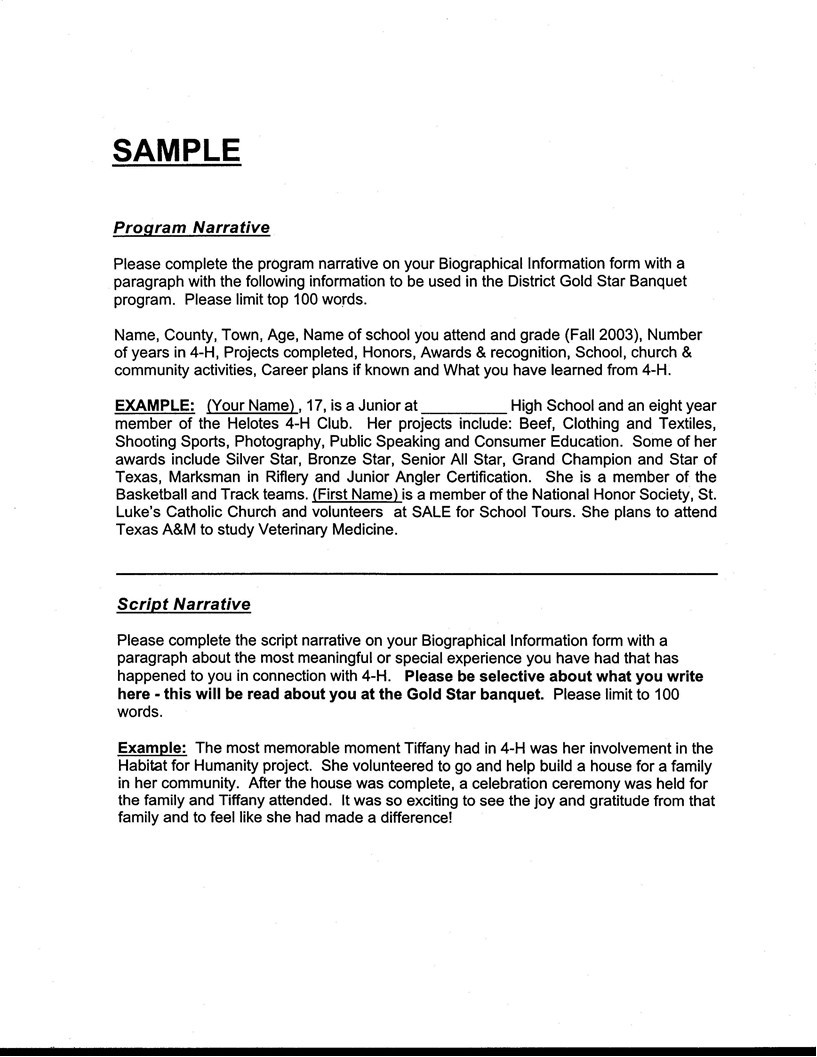 SAMPLE
Program Narrative
Please complete the program narrative on your Biographical Information form with a
paragraph with the following information to be used in the District Gold Star Banquet
program. Please limit top 100 words.
Name, County, Town, Age, Name of school you attend and grade (Fall 2003), Number
of years in 4-H, Projects completed, Honors, Awards & recognition, School, church &
community activities, Career plans if known and What you have learned from 4-H.
EXAMPLE: (Your Name) , 17, is a Junior at __________ High School and an eight year
member of the Helotes 4-H Club. Her projects include: Beef, Clothing and Textiles,
Shooting Sports, Photography, Public Speaking and Consumer Education. Some of her
awards include Silver Star, Bronze Star, Senior All Star, Grand Champion and Star of
Texas, Marksman in Riflery and Junior Angler Certification. She is a member of the
Basketball and Track teams. (First Name) is a member of the National Honor Society, St.
Luke's Catholic Church and volunteers at SALE for School Tours. She plans to attend
Texas A&M to study Veterinary Medicine.
Script Narrative
Please complete the script narrative on your Biographical Information form with a
paragraph about the most meaningful or special experience you have had that has
happened to you in connection with 4-H. Please be selective about what you write
here - this will be read about you at the Gold Star banquet. Please limit to 100
words.
Example: The most memorable moment Tiffany had in 4-H was her involvement in the
Habitat for Humanity project. She volunteered to go and help build a house for a family
in her community. After the house was complete, a celebration ceremony was held for
the family and Tiffany attended. It was so exciting to see the joy and gratitude from that
family and to feel like she had made a difference!